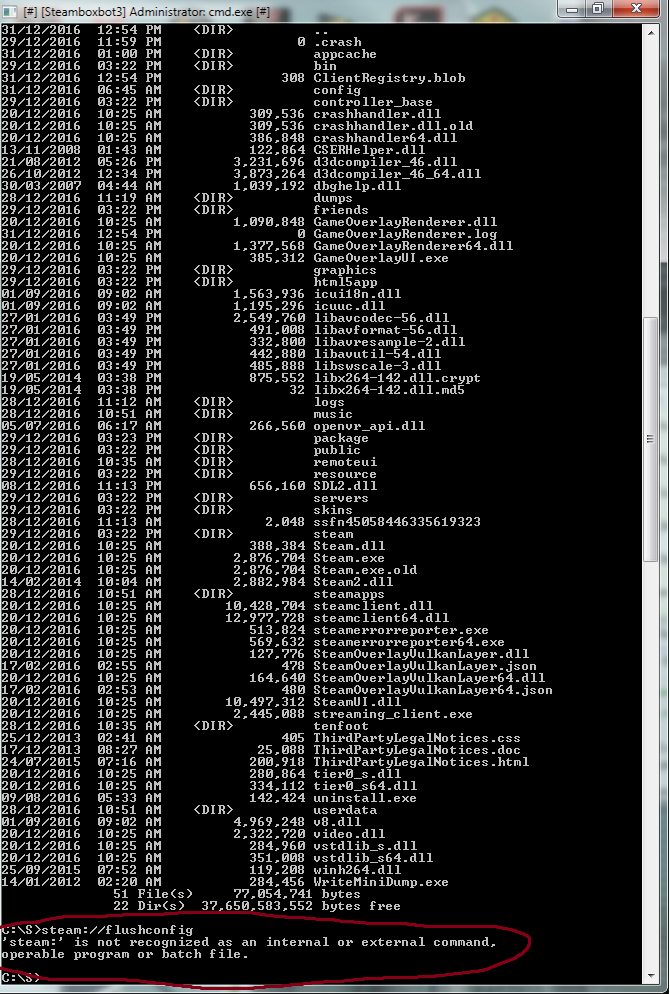 [#] [Steamboxbot3] Administrator: cmd.exe [#]
31/12/2016  12:54 PM    <DIR>          ..
29/12/2016  11:59 PM                 0 .crash
31/12/2016  01:00 PM    <DIR>          appcache
29/12/2016  03:22 PM    <DIR>          bin
31/12/2016  12:54 PM               308 ClientRegistry.blob
31/12/2016  06:45 AM    <DIR>          config
29/12/2016  03:22 PM    <DIR>          controller_base
20/12/2016  10:25 AM           309,536 crashhandler.dll
20/12/2016  10:25 AM           309,536 crashhandler.dll.old
20/12/2016  10:25 AM           386,848 crashhandler64.dll
13/11/2008  01:43 AM           122,864 CSERHelper.dll
21/08/2012  05:26 PM         3,231,696 d3dcompiler_46.dll
26/10/2012  12:34 PM         3,873,264 d3dcompiler_46_64.dll
30/03/2007  04:44 AM         1,039,192 dbghelp.dll
28/12/2016  11:19 AM    <DIR>          dumps
29/12/2016  03:22 PM    <DIR>          friends
20/12/2016  10:25 AM         1,090,848 GameOverlayRenderer.dll
31/12/2016  12:54 PM                 0 GameOverlayRenderer.log
20/12/2016  10:25 AM         1,377,568 GameOverlayRenderer64.dll
20/12/2016  10:25 AM           385,312 GameOverlayUI.exe
29/12/2016  03:22 PM    <DIR>          graphics
29/12/2016  03:22 PM    <DIR>          html5app
01/09/2016  09:02 AM         1,563,936 icui18n.dll
01/09/2016  09:02 AM         1,195,296 icuuc.dll
27/01/2016  03:49 PM         2,549,760 libavcodec-56.dll
27/01/2016  03:49 PM           491,008 libavformat-56.dll
27/01/2016  03:49 PM           332,800 libavresample-2.dll
27/01/2016  03:49 PM           442,880 libavutil-54.dll
27/01/2016  03:49 PM           485,888 libswscale-3.dll
19/05/2014  03:38 PM           875,552 libx264-142.dll.crypt
19/05/2014  03:38 PM                32 libx264-142.dll.md5
28/12/2016  11:12 AM    <DIR>          logs
28/12/2016  10:51 AM    <DIR>          music
05/07/2016  06:17 AM           266,560 openvr_api.dll
29/12/2016  03:23 PM    <DIR>          package
29/12/2016  03:22 PM    <DIR>          public
28/12/2016  10:35 AM    <DIR>          remoteui
29/12/2016  03:22 PM    <DIR>          resource
08/12/2016  11:13 PM           656,160 SDL2.dll
29/12/2016  03:22 PM    <DIR>          servers
29/12/2016  03:22 PM    <DIR>          skins
28/12/2016  11:13 AM             2,048 ssfn45058446335619323
29/12/2016  03:22 PM    <DIR>          steam
20/12/2016  10:25 AM           388,384 Steam.dll
20/12/2016  10:25 AM         2,876,704 Steam.exe
20/12/2016  10:25 AM         2,876,704 Steam.exe.old
14/02/2014  10:04 AM         2,882,984 Steam2.dll
28/12/2016  10:51 AM    <DIR>          steamapps
20/12/2016  10:25 AM        10,428,704 steamclient.dll
20/12/2016  10:25 AM        12,977,728 steamclient64.dll
20/12/2016  10:25 AM           513,824 steamerrorreporter.exe
20/12/2016  10:25 AM           569,632 steamerrorreporter64.exe
20/12/2016  10:25 AM           127,776 SteamOverlayVulkanLayer.dll
17/02/2016  02:55 AM               478 SteamOverlayVulkanLayer.json
20/12/2016  10:25 AM           164,640 SteamOverlayVulkanLayer64.dll
17/02/2016  02:53 AM               480 SteamOverlayVulkanLayer64.json
20/12/2016  10:25 AM        10,497,312 SteamUI.dll
20/12/2016  10:25 AM         2,445,088 streaming_client.exe
28/12/2016  10:35 AM    <DIR>          tenfoot
25/12/2013  02:41 AM               405 ThirdPartyLegalNotices.css
17/12/2013  08:27 AM            25,088 ThirdPartyLegalNotices.doc
24/07/2015  07:16 AM           200,918 ThirdPartyLegalNotices.html
20/12/2016  10:25 AM           280,864 tier0_s.dll
20/12/2016  10:25 AM           334,112 tier0_s64.dll
09/08/2016  05:33 AM           142,424 uninstall.exe
28/12/2016  10:51 AM    <DIR>          userdata
01/09/2016  09:02 AM         4,969,248 v8.dll
20/12/2016  10:25 AM         2,322,720 video.dll
20/12/2016  10:25 AM           284,960 vstdlib_s.dll
20/12/2016  10:25 AM           351,008 vstdlib_s64.dll
25/09/2015  07:52 AM           119,208 winh264.dll
14/01/2012  02:20 AM           284,456 WriteMiniDump.exe
51 File(s)     77,054,741 bytes
22 Dir(s)  37,650,583,552 bytes free
C:\S>steam://flushconfig
'steam:' is not recognized as an internal or external command,
operable program or batch file.
C:\S>